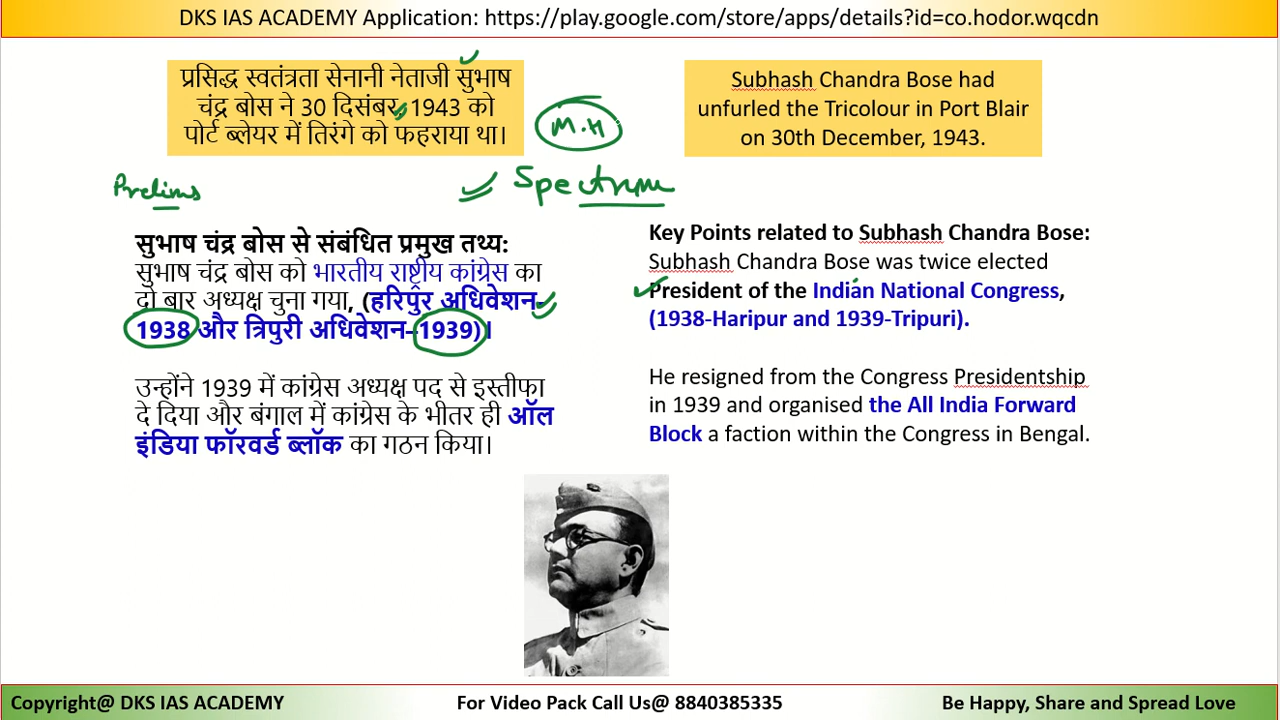 DKS IAS ACADEMY Application: https://play.google.com/store/apps/details?id=co.hodor.wqcdn
प्रसिद्ध स्वतंत्रता सेनानी नेताजी सुभाष
चंद्र बोस ने 30 दिसंबर, 1943 को
पोर्ट ब्लेयर में तिरंगे को फहराया था।
M.H
Subhash Chandra Bose had
unfurled the Tricolour in Port Blair
on 30th December, 1943.
Prelims
Spectrum
सुभाष चंद्र बोस से संबंधित प्रमुख तथ्य:
सुभाष चंद्र बोस को भारतीय राष्ट्रीय कांग्रेस का
दो बार अध्यक्ष चुना गया, (हरिपुर अधिवेशन-
1938 और त्रिपुरी अधिवेशन-1939)।
उन्होंने 1939 में कांग्रेस अध्यक्ष पद से इस्तीफा
दे दिया और बंगाल में कांग्रेस के भीतर ही ऑल
इंडिया फॉरवर्ड ब्लॉक का गठन किया।
Key Points related to Subhash Chandra Bose:
Subhash Chandra Bose was twice elected
President of the Indian National Congress,
(1938-Haripur and 1939-Tripuri).
He resigned from the Congress Presidentship
in 1939 and organised the All India Forward
Block a faction within the Congress in Bengal.
Copyright@ DKS IAS ACADEMY
For Video Pack Call Us@ 8840385335
Be Happy, Share and Spread Love